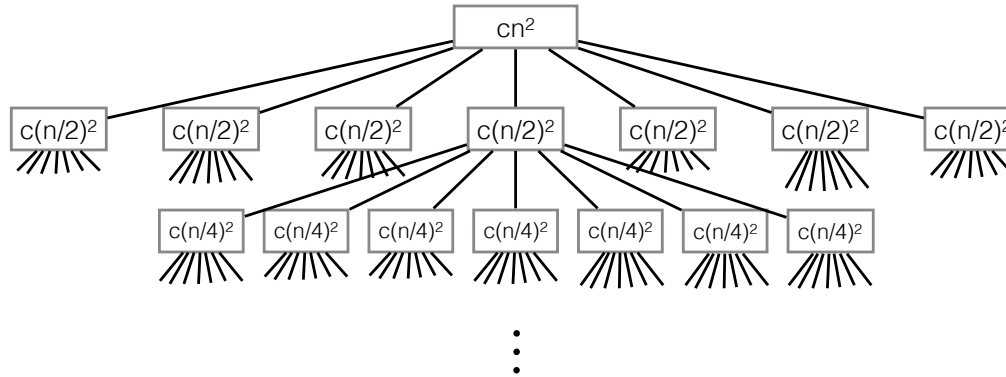 cn²
c(n/2)² c(n/2)² c(n/2)² c(n/2)² c(n/2)² c(n/2)² c(n/2)²
c(n/4)² c(n/4)² c(n/4)² c(n/4)² c(n/4)² c(n/4)² c(n/4)²